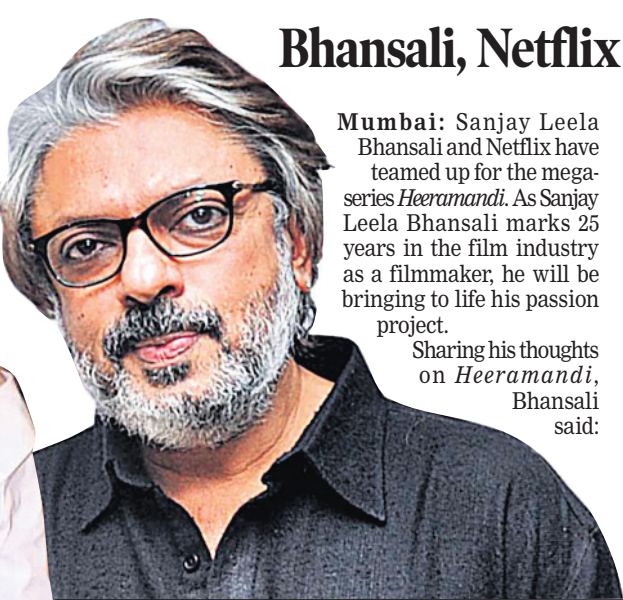 Bhansali, Netflix
Mumbai: Sanjay Leela
Bhansali and Netflix have
teamed up for the mega-
series Heeramandi. As Sanjay
Leela Bhansali marks 25
years in the film industry
as a filmmaker, he will be
bringing to life his passion
project.
Sharing his thoughts
on Heeramandi,
Bhansali
said: